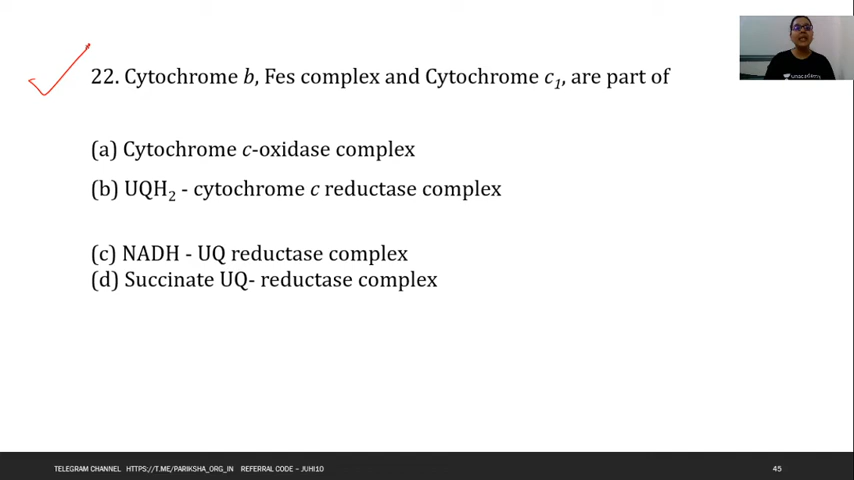 22. Cytochrome b, Fes complex and Cytochrome c1, are part of
(a) Cytochrome c-oxidase complex
(b) UQH2 - cytochrome c reductase complex
(c) NADH - UQ reductase complex
(d) Succinate UQ- reductase complex
unacademy
TELEGRAM CHANNEL HTTPS://T.ME/PARIKSHA_ORG_IN REFERRAL CODE – JUHI10
45